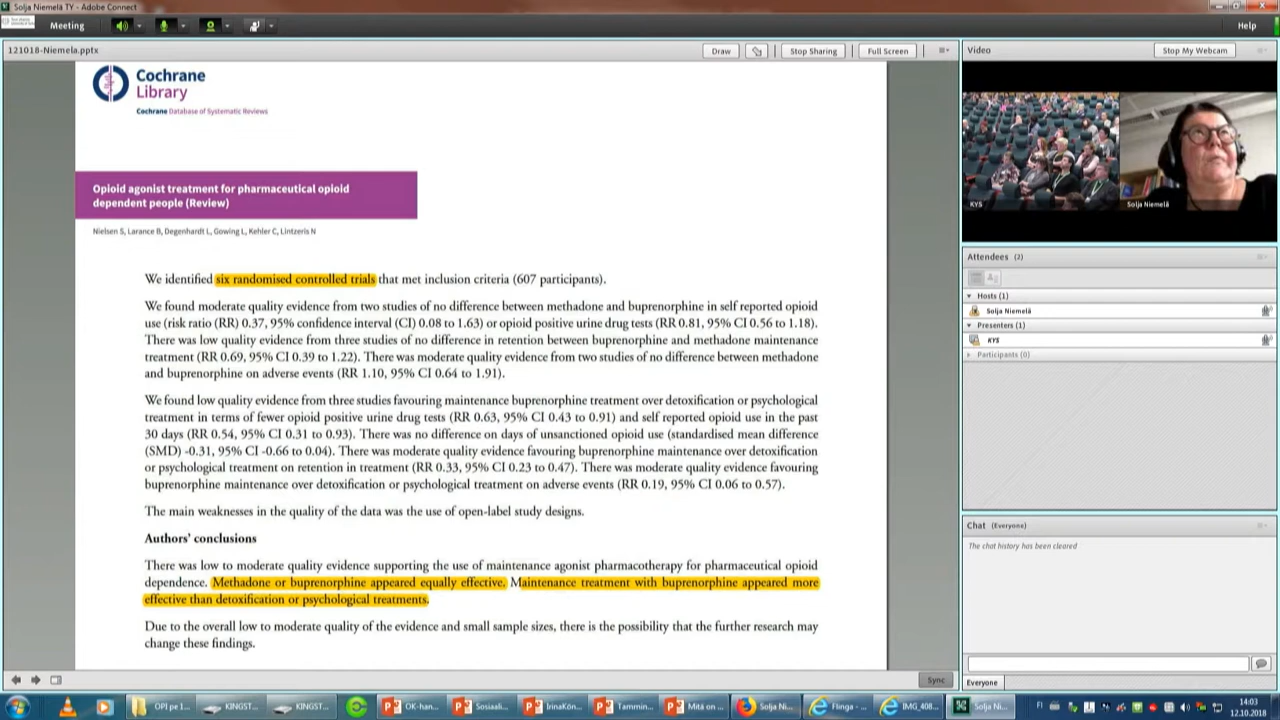 Solja Niemelä TY - Adobe Connect
Meeting
Help
121018-Niemela.pptx
Draw
Stop Sharing
Full Screen
Video
Stop My Webcam
Cochrane
Library
Cochrane Database of Systematic Reviews
Opioid agonist treatment for pharmaceutical opioid
dependent people (Review)
Nielsen S, Larance B, Degenhardt L, Gowing L, Kehler C, Lintzeris N
We identified six randomised controlled trials that met inclusion criteria (607 participants).
We found moderate quality evidence from two studies of no difference between methadone and buprenorphine in self reported opioid
use (risk ratio (RR) 0.37, 95% confidence interval (CI) 0.08 to 1.63) or opioid positive urine drug tests (RR 0.81, 95% CI 0.56 to 1.18).
There was low quality evidence from three studies of no difference in retention between buprenorphine and methadone maintenance
treatment (RR 0.69, 95% CI 0.39 to 1.22). There was moderate quality evidence from two studies of no difference between methadone
and buprenorphine on adverse events (RR 1.10, 95% CI 0.64 to 1.91).
We found low quality evidence from three studies favouring maintenance buprenorphine treatment over detoxification or psychological
treatment in terms of fewer opioid positive urine drug tests (RR 0.63, 95% CI 0.43 to 0.91) and self reported opioid use in the past
30 days (RR 0.54, 95% CI 0.31 to 0.93). There was no difference on days of unsanctioned opioid use (standardised mean difference
(SMD) -0.31, 95% CI -0.66 to 0.04). There was moderate quality evidence favouring buprenorphine maintenance over detoxification
or psychological treatment on retention in treatment (RR 0.33, 95% CI 0.23 to 0.47). There was moderate quality evidence favouring
buprenorphine maintenance over detoxification or psychological treatment on adverse events (RR 0.19, 95% CI 0.06 to 0.57).
The main weaknesses in the quality of the data was the use of open-label study designs.
Authors' conclusions
There was low to moderate quality evidence supporting the use of maintenance agonist pharmacotherapy for pharmaceutical opioid
dependence. Methadone or buprenorphine appeared equally effective. Maintenance treatment with buprenorphine appeared more
effective than detoxification or psychological treatments.
Due to the overall low to moderate quality of the evidence and small sample sizes, there is the possibility that the further research may
change these findings.
Sync
KYS
Solja Niemelä
Attendees (2)
Hosts (1)
Solja Niemelä
Presenters (1)
KYS
Participants (0)
Chat (Everyone)
The chat history has been cleared
Everyone
OPI pe 1...
KINGST...
KINGST...
OK-han...
Sosiaali...
IrinaKön...
Tammin...
Mitä on ...
Solja Ni...
Flinga - ...
IMG_408...
Solja Ni...
FI
14:03
12.10.2018